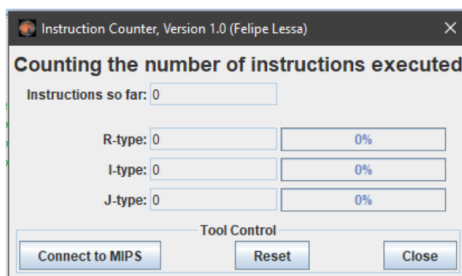 Instruction Counter, Version 1.0 (Felipe Lessa)
Counting the number of instructions executed
Instructions so far: 0
R-type: 0 0%
I-type: 0 0%
J-type: 0 0%
Tool Control
Connect to MIPS Reset Close